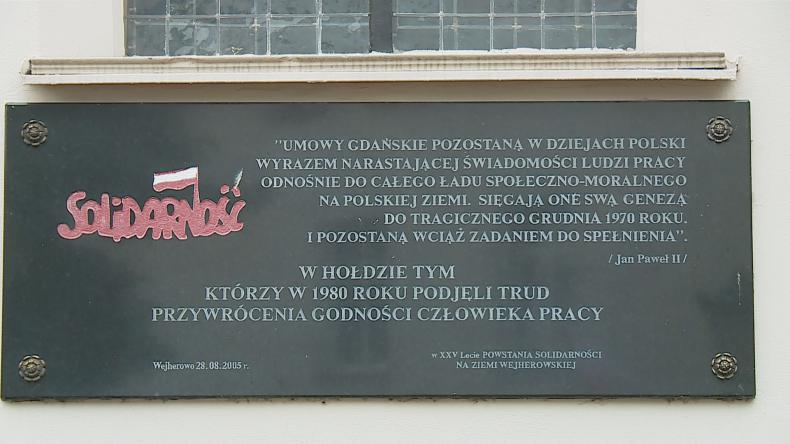 "UMOWY GDAŃSKIE POZOSTANĄ W DZIEJACH POLSKI
WYRAZEM NARASTAJĄCEJ ŚWIADOMOŚCI LUDZI PRACY
ODNOŚNIE DO CAŁEGO ŁADU SPOŁECZNO-MORALNEGO
NA POLSKIEJ ZIEMI. SIĘGAJĄ ONE SWĄ GENEZĄ
DO TRAGICZNEGO GRUDNIA 1970 ROKU.
I POZOSTANĄ WCIĄŻ ZADANIEM DO SPEŁNIENIA".
/ Jan Paweł II /
SOLIDARNOŚĆ
W HOŁDZIE TYM
KTÓRZY W 1980 ROKU PODJĘLI TRUD
PRZYWRÓCENIA GODNOŚCI CZŁOWIEKA PRACY
Wejherowo 28.08.2005 r.
w XXV Lecie POWSTANIA SOLIDARNOŚCI
NA ZIEMI WEJHEROWSKIEJ